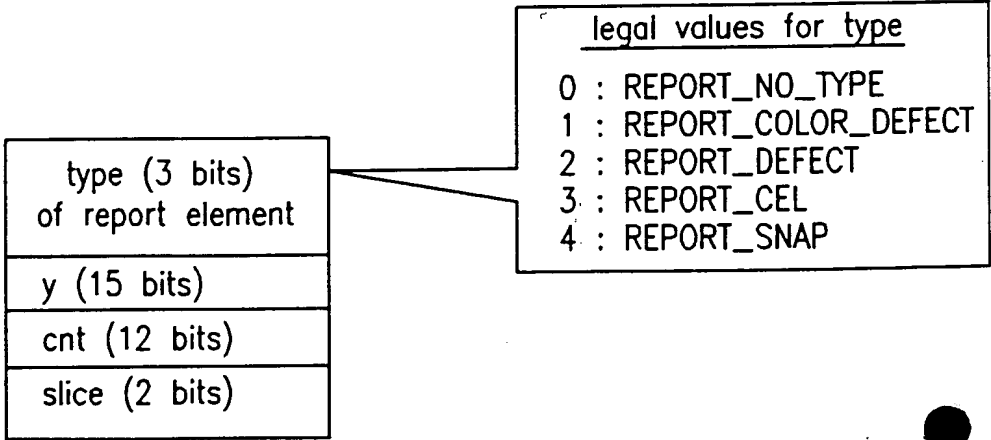 legal values for type
0 : REPORT_NO_TYPE
1 : REPORT_COLOR_DEFECT
2 : REPORT_DEFECT
3 : REPORT_CEL
4 : REPORT_SNAP
type (3 bits)
of report element
y (15 bits)
cnt (12 bits)
slice (2 bits)